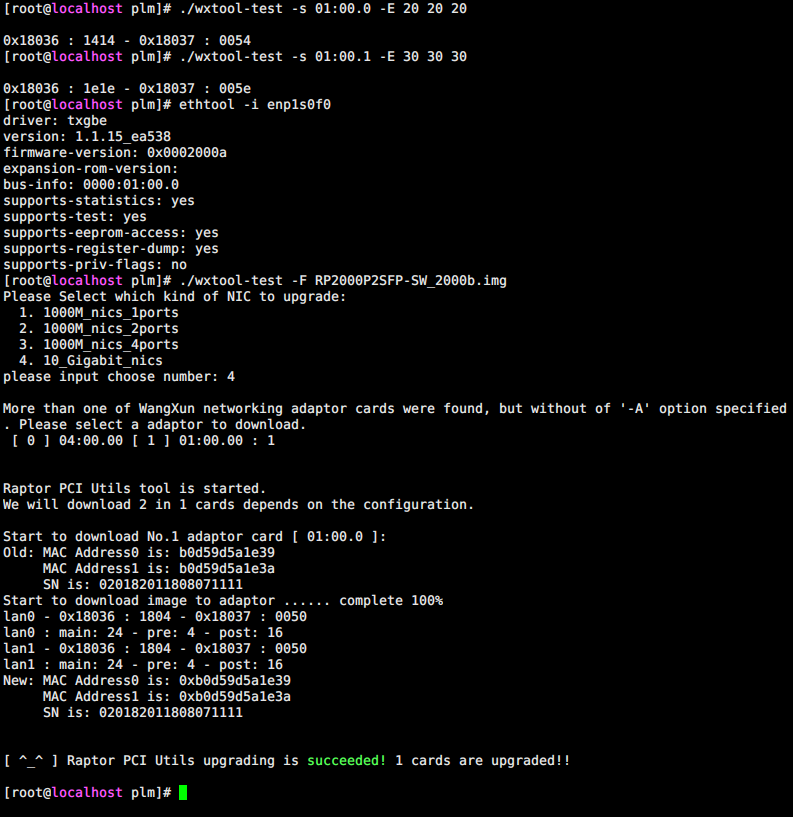 [root@localhost plm]# ./wxtool-test -s 01:00.0 -E 20 20 20
0x18036 : 1414 - 0x18037 : 0054
[root@localhost plm]# ./wxtool-test -s 01:00.1 -E 30 30 30
0x18036 : 1e1e - 0x18037 : 005e
[root@localhost plm]# ethtool -i enp1s0f0
driver: txgbe
version: 1.1.15_ea538
firmware-version: 0x0002000a
expansion-rom-version:
bus-info: 0000:01:00.0
supports-statistics: yes
supports-test: yes
supports-eeprom-access: yes
supports-register-dump: yes
supports-priv-flags: no
[root@localhost plm]# ./wxtool-test -F RP2000P2SFP-SW_2000b.img
Please Select which kind of NIC to upgrade:
  1. 1000M_nics_1ports
  2. 1000M_nics_2ports
  3. 1000M_nics_4ports
  4. 10_Gigabit_nics
please input choose number: 4
More than one of WangXun networking adaptor cards were found, but without of '-A' option specified
. Please select a adaptor to download.
 [ 0 ] 04:00.00 [ 1 ] 01:00.00 : 1
Raptor PCI Utils tool is started.
We will download 2 in 1 cards depends on the configuration.
Start to download No.1 adaptor card [ 01:00.0 ]:
Old: MAC Address0 is: b0d59d5a1e39
     MAC Address1 is: b0d59d5a1e3a
     SN is: 020182011808071111
Start to download image to adaptor ...... complete 100%
lan0 - 0x18036 : 1804 - 0x18037 : 0050
lan0 : main: 24 - pre: 4 - post: 16
lan1 - 0x18036 : 1804 - 0x18037 : 0050
lan1 : main: 24 - pre: 4 - post: 16
New: MAC Address0 is: 0xb0d59d5a1e39
     MAC Address1 is: 0xb0d59d5a1e3a
     SN is: 020182011808071111
[ ^_^ ] Raptor PCI Utils upgrading is succeeded! 1 cards are upgraded!!
[root@localhost plm]#